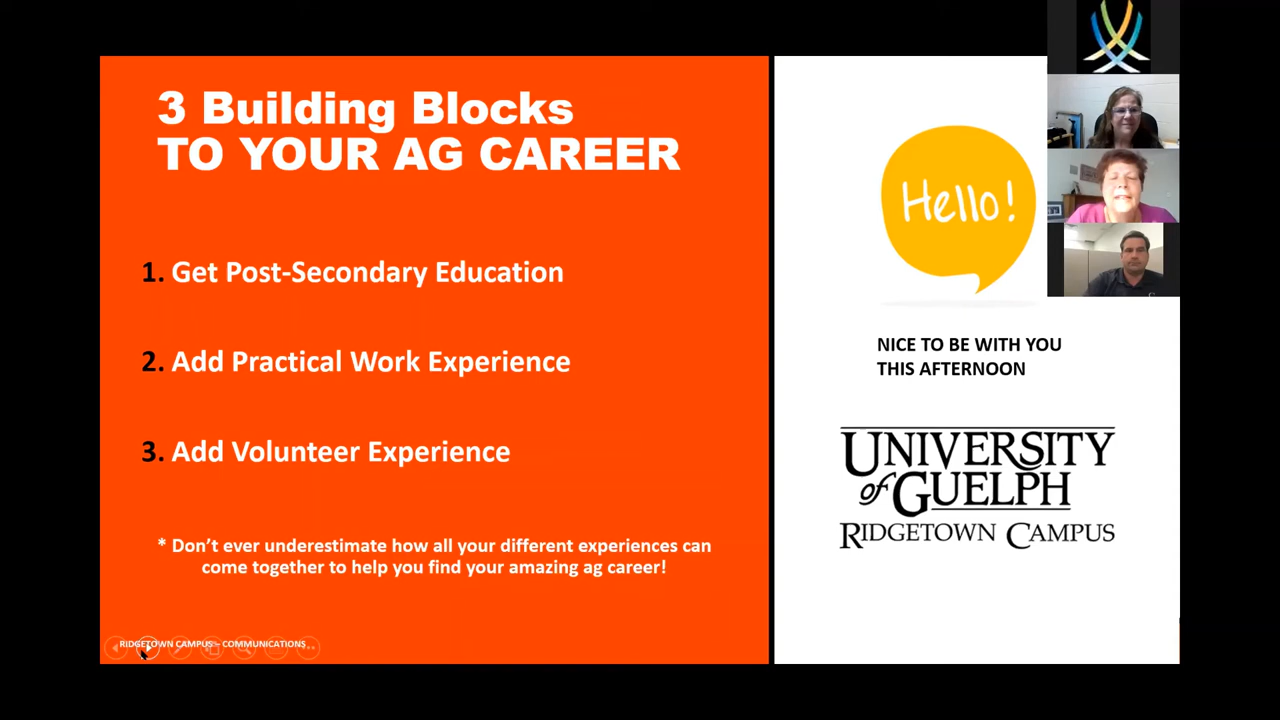 3 Building Blocks
TO YOUR AG CAREER
1. Get Post-Secondary Education
2. Add Practical Work Experience
3. Add Volunteer Experience
* Don’t ever underestimate how all your different experiences can
come together to help you find your amazing ag career!
RIDGETOWN CAMPUS – COMMUNICATIONS
Hello!
NICE TO BE WITH YOU
THIS AFTERNOON
UNIVERSITY
of GUELPH
RIDGETOWN CAMPUS